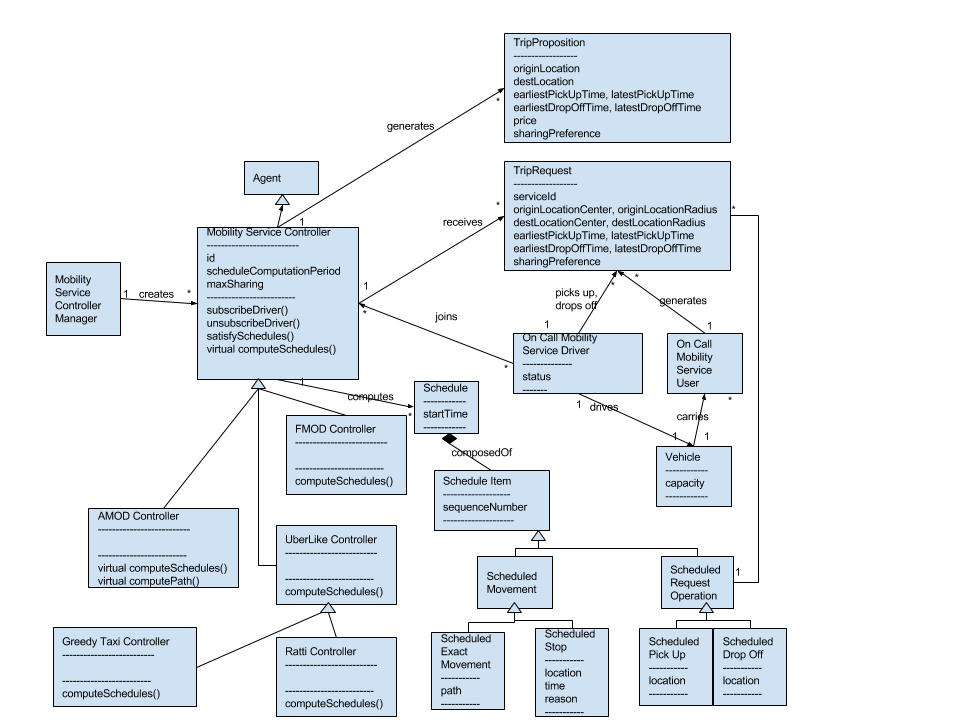 TripProposition
------------------
originLocation
destLocation
earliestPickUpTime, latestPickUpTime
earliestDropOffTime, latestDropOffTime
price
sharingPreference
*
generates
1
Agent
TripRequest
------------------
serviceId
originLocationCenter, originLocationRadius
destLocationCenter, destLocationRadius
earliestPickUpTime, latestPickUpTime
earliestDropOffTime, latestDropOffTime
sharingPreference
*
*
receives
1
Mobility Service Controller
--------------------------
id
scheduleComputationPeriod
maxSharing
-------------------------
subscribeDriver()
unsubscribeDriver()
satisfySchedules()
virtual computeSchedules()
Mobility
Service
Controller
Manager
1
creates
*
*
joins
*
picks up,
drops off
*
1
*
generates
1
On Call Mobility
Service Driver
--------------
status
-------
On Call
Mobility
Service
User
*
1
drives
1
carries
1
Vehicle
------------
capacity
------------
1
computes
*
Schedule
------------
startTime
------------
composedOf
Schedule Item
-------------------
sequenceNumber
--------------------
FMOD Controller
--------------------------
-------------------------
computeSchedules()
AMOD Controller
--------------------------
-------------------------
virtual computeSchedules()
virtual computePath()
UberLike Controller
--------------------------
-------------------------
computeSchedules()
Greedy Taxi Controller
--------------------------
-------------------------
computeSchedules()
Ratti Controller
--------------------------
-------------------------
computeSchedules()
Scheduled
Movement
Scheduled
Request
Operation
1
Scheduled
Exact
Movement
-----------
path
-----------
Scheduled
Stop
-----------
location
time
reason
-----------
Scheduled
Pick Up
-----------
location
-----------
Scheduled
Drop Off
-----------
location
-----------